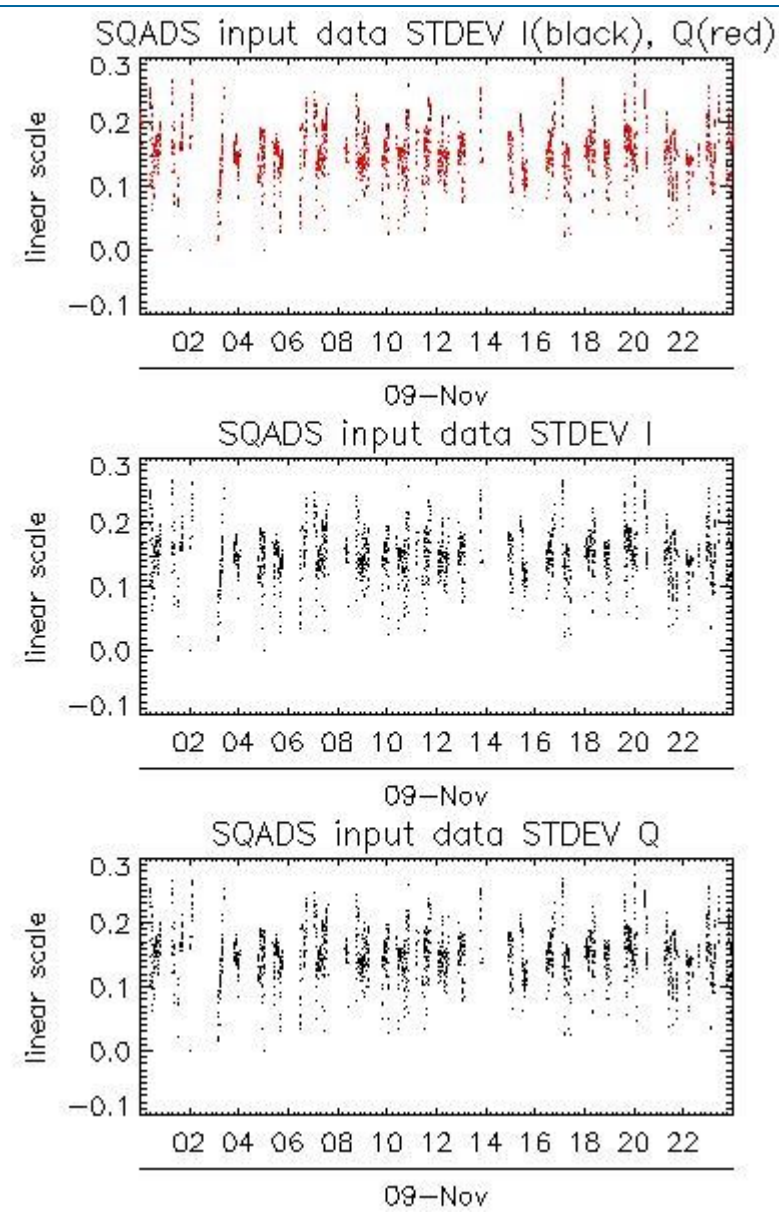 SQADS input data STDEV I(black), Q(red)
0.3
0.2
0.1
0.0
−0.1
linear scale
02 04 06 08 10 12 14 16 18 20 22
09−Nov
SQADS input data STDEV I
0.3
0.2
0.1
0.0
−0.1
linear scale
02 04 06 08 10 12 14 16 18 20 22
09−Nov
SQADS input data STDEV Q
0.3
0.2
0.1
0.0
−0.1
linear scale
02 04 06 08 10 12 14 16 18 20 22
09−Nov